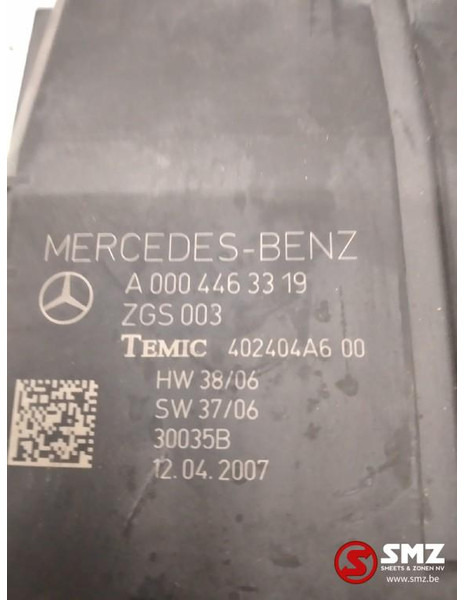 MERCEDES-BENZ
A 000 446 33 19
ZGS 003
TEMIC 402404A6 00
HW 38/06
SW 37/06
30035B
12.04.2007
SMZ
SMEETS & ZONEN NV
www.smz.be